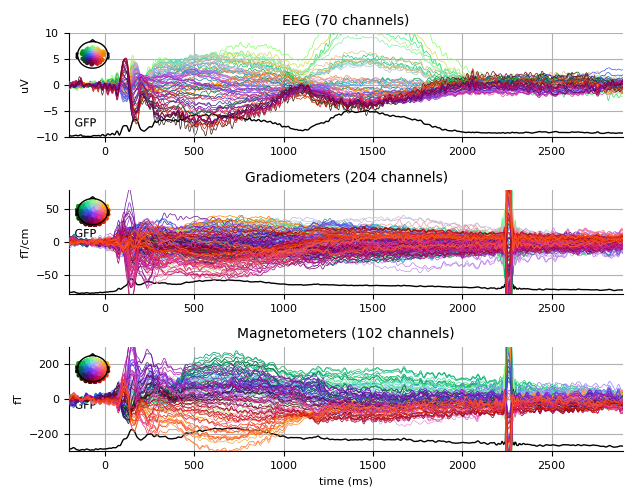 EEG (70 channels)
10
5
0
−5
−10
uV
GFP
0 500 1000 1500 2000 2500
Gradiometers (204 channels)
50
0
−50
fT/cm
GFP
0 500 1000 1500 2000 2500
Magnetometers (102 channels)
200
0
−200
fT
GFP
0 500 1000 1500 2000 2500
time (ms)